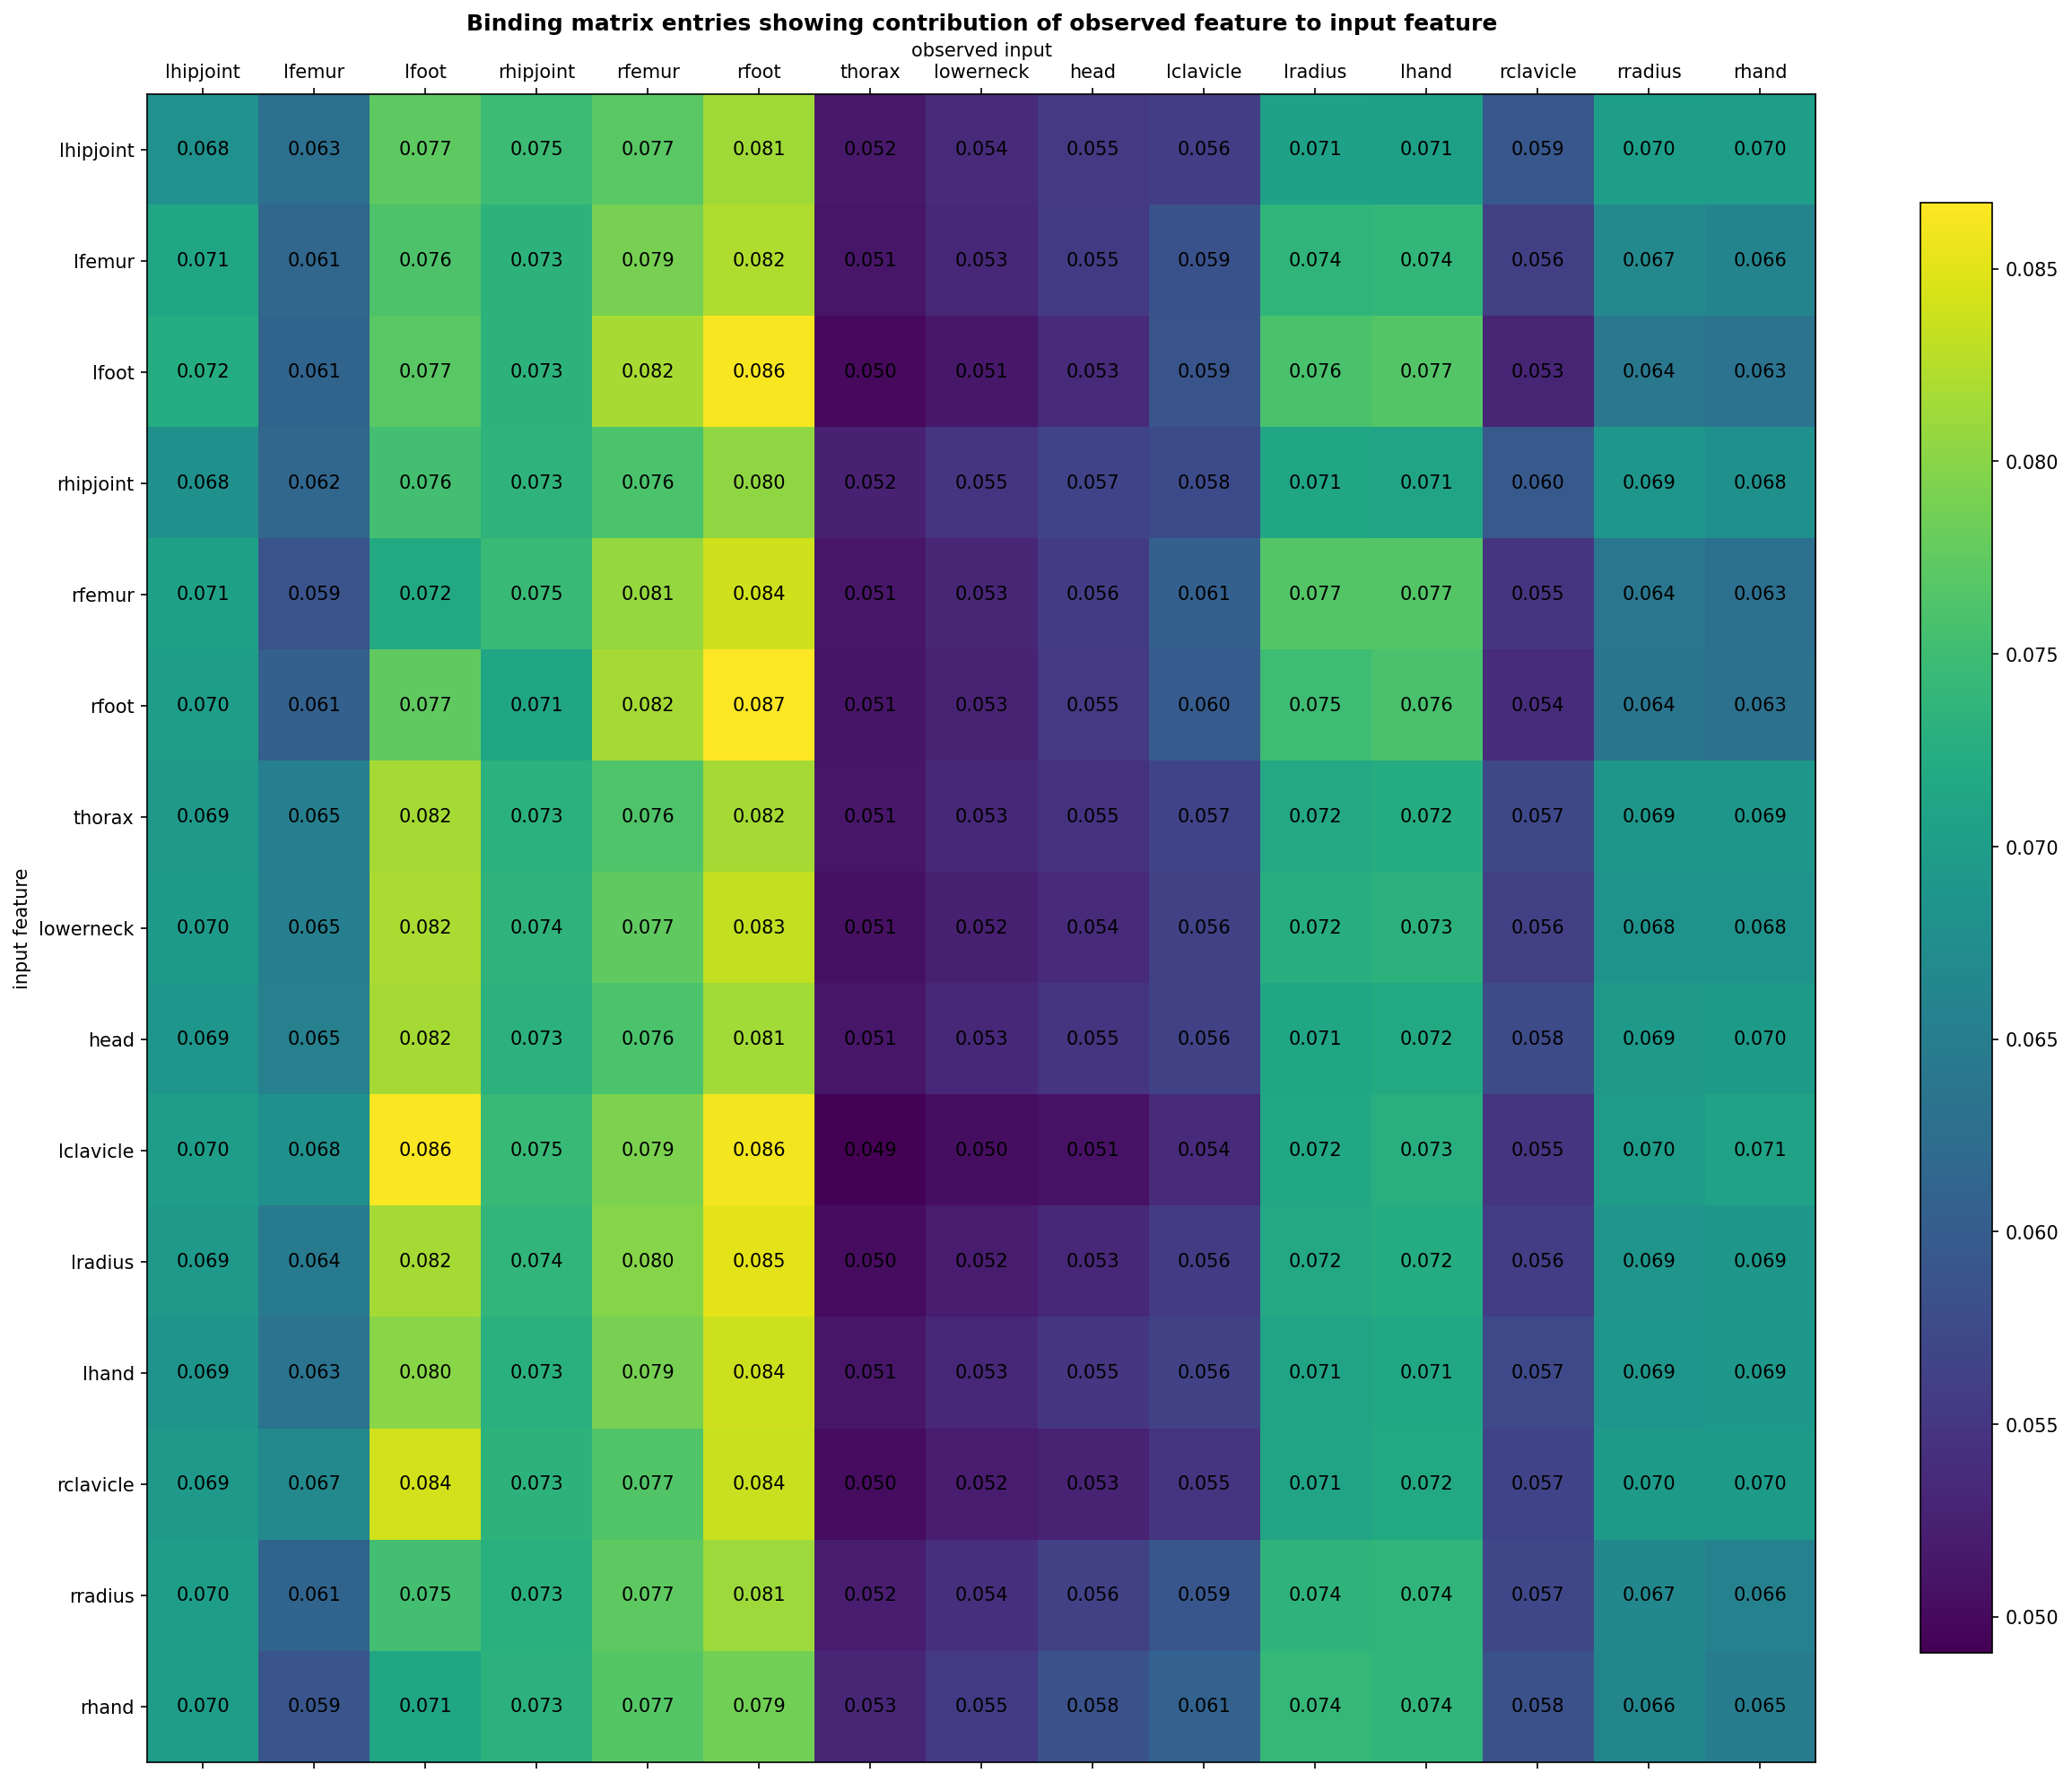 Binding matrix entries showing contribution of observed feature to input feature
observed input
lhipjoint lfemur lfoot rhipjoint rfemur rfoot thorax lowerneck head lclavicle lradius lhand rclavicle rradius rhand
lhipjoint 0.068 0.063 0.077 0.075 0.077 0.081 0.052 0.054 0.055 0.056 0.071 0.071 0.059 0.070 0.070
lfemur 0.071 0.061 0.076 0.073 0.079 0.082 0.051 0.053 0.055 0.059 0.074 0.074 0.056 0.067 0.066
lfoot 0.072 0.061 0.077 0.073 0.082 0.086 0.050 0.051 0.053 0.059 0.076 0.077 0.053 0.064 0.063
rhipjoint 0.068 0.062 0.076 0.073 0.076 0.080 0.052 0.055 0.057 0.058 0.071 0.071 0.060 0.069 0.068
rfemur 0.071 0.059 0.072 0.075 0.081 0.084 0.051 0.053 0.056 0.061 0.077 0.077 0.055 0.064 0.063
rfoot 0.070 0.061 0.077 0.071 0.082 0.087 0.051 0.053 0.055 0.060 0.075 0.076 0.054 0.064 0.063
thorax 0.069 0.065 0.082 0.073 0.076 0.082 0.051 0.053 0.055 0.057 0.072 0.072 0.057 0.069 0.069
lowerneck 0.070 0.065 0.082 0.074 0.077 0.083 0.051 0.052 0.054 0.056 0.072 0.073 0.056 0.068 0.068
head 0.069 0.065 0.082 0.073 0.076 0.081 0.051 0.053 0.055 0.056 0.071 0.072 0.058 0.069 0.070
lclavicle 0.070 0.068 0.086 0.075 0.079 0.086 0.049 0.050 0.051 0.054 0.072 0.073 0.055 0.070 0.071
lradius 0.069 0.064 0.082 0.074 0.080 0.085 0.050 0.052 0.053 0.056 0.072 0.072 0.056 0.069 0.069
lhand 0.069 0.063 0.080 0.073 0.079 0.084 0.051 0.053 0.055 0.056 0.071 0.071 0.057 0.069 0.069
rclavicle 0.069 0.067 0.084 0.073 0.077 0.084 0.050 0.052 0.053 0.055 0.071 0.072 0.057 0.070 0.070
rradius 0.070 0.061 0.075 0.073 0.077 0.081 0.052 0.054 0.056 0.059 0.074 0.074 0.057 0.067 0.066
rhand 0.070 0.059 0.071 0.073 0.077 0.079 0.053 0.055 0.058 0.061 0.074 0.074 0.058 0.066 0.065
input feature
0.085
0.080
0.075
0.070
0.065
0.060
0.055
0.050